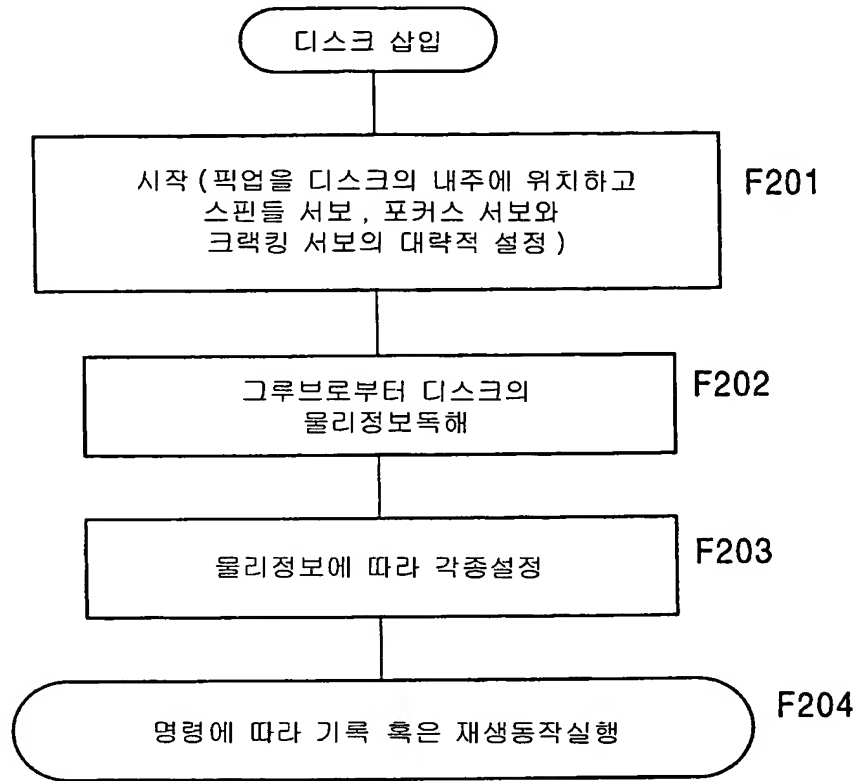 디스크 삽입
시작 (픽업을 디스크의 내주에 위치하고
스핀들 서보 , 포커스 서보와
크랙킹 서보의 대략적 설정 )
F201
그루브로부터 디스크의
물리정보독해
F202
물리정보에 따라 각종설정
F203
명령에 따라 기록 혹은 재생동작실행
F204